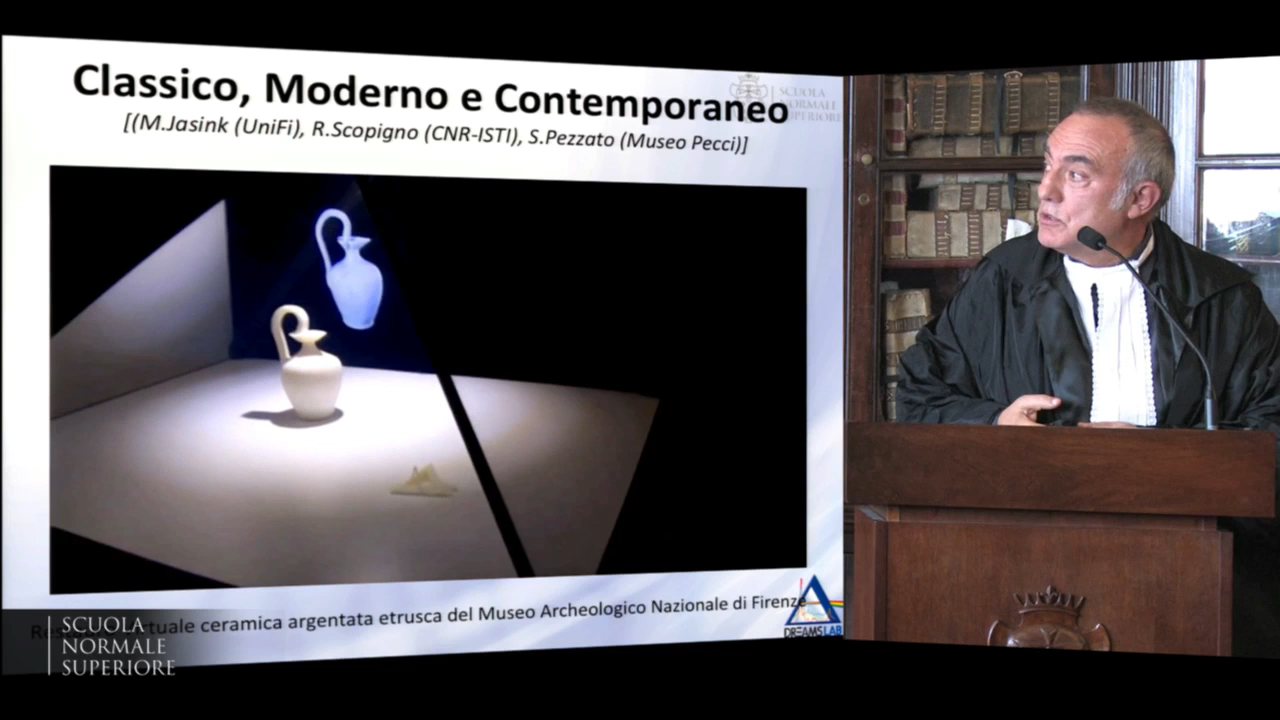 Classico, Moderno e Contemporaneo
[(M.Jasink (UniFi), R.Scopigno (CNR-ISTI), S.Pezzato (Museo Pecci)]
SCUOLA
NORMALE
SUPERIORE
ceramica argentata etrusca del Museo Archeologico Nazionale di Firenze
DREAMSLAB
SCUOLA
NORMALE
SUPERIORE